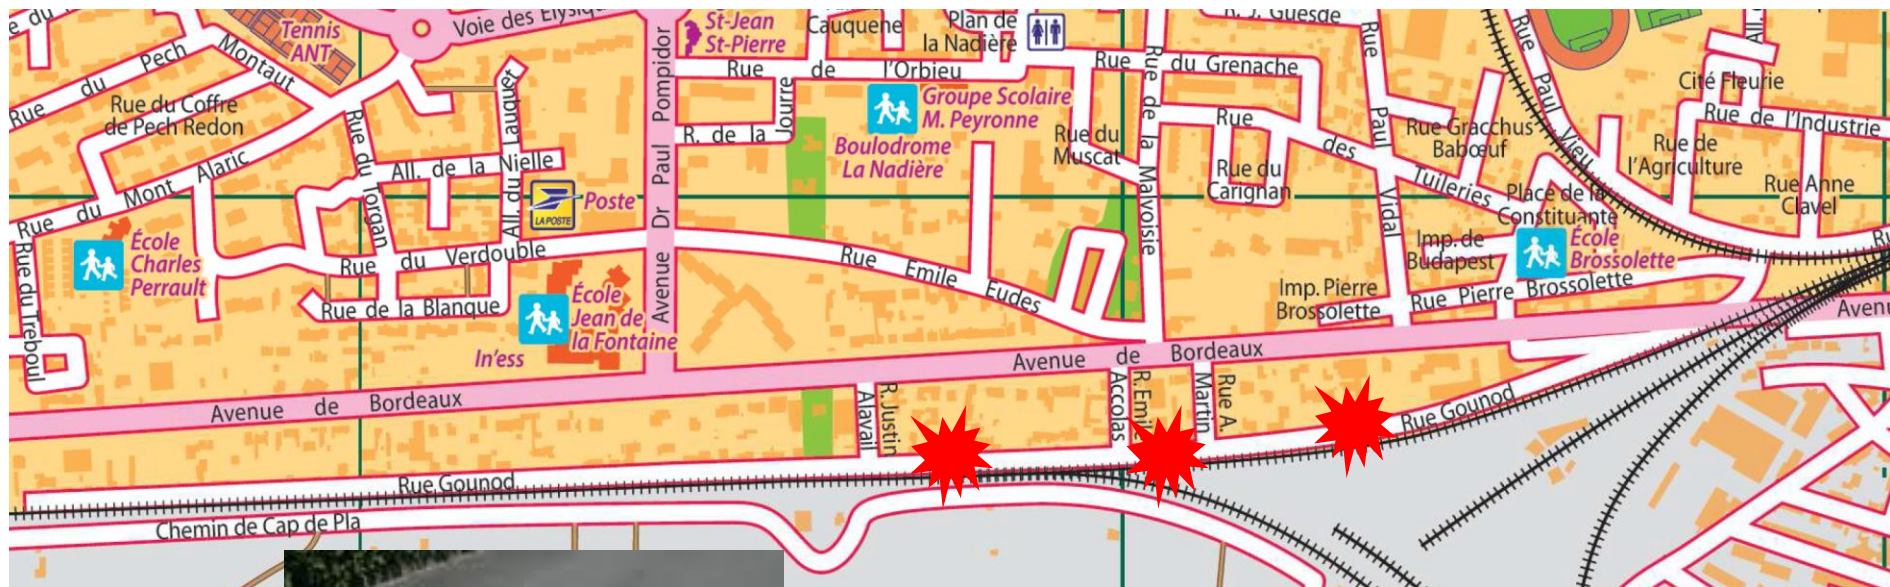 Voie des Elysiq
Tennis
ANT
Montaut
Rue du Pech
Rue du Coffre
de Pech Redon
Rue du Mont Alaric
Rue du Torgan
All. de la Nielle
All. du Lauquet
LA POSTE
Poste
École
Charles
Perrault
Rue du Treboul
Rue du Verdouble
Rue de la Blanque
École
Jean de
la Fontaine
In'ess
Avenue Dr Paul Pompidor
St-Jean
St-Pierre
Cauquene
Plan de
la Nadière
R. J. Guesde
Rue de l'Orbieu
R. de la Jourre
Groupe Scolaire
M. Peyronne
Boulodrome
La Nadière
Rue du Grenache
Rue du
Muscat
Rue de la Malvoisie
Rue des Tuileries
Rue du
Carignan
Rue Paul Vidal
Rue Gracchus
Babœuf
Rue Paul Vieu
Cité Fleurie
Rue de l'Industrie
Rue de
l'Agriculture
Rue Anne
Clavel
Place de la
Constituante
Imp. de
Budapest
École
Brossolette
Imp. Pierre
Brossolette
Rue Pierre Brossolette
Rue Emile Eudes
Avenue de Bordeaux
Avenue de Bordeaux
Avenu
R. Justin
Alavail
R. Emile
Accolas
Rue A.
Martin
Rue Gounod
Rue Gounod
Chemin de Cap de Pla